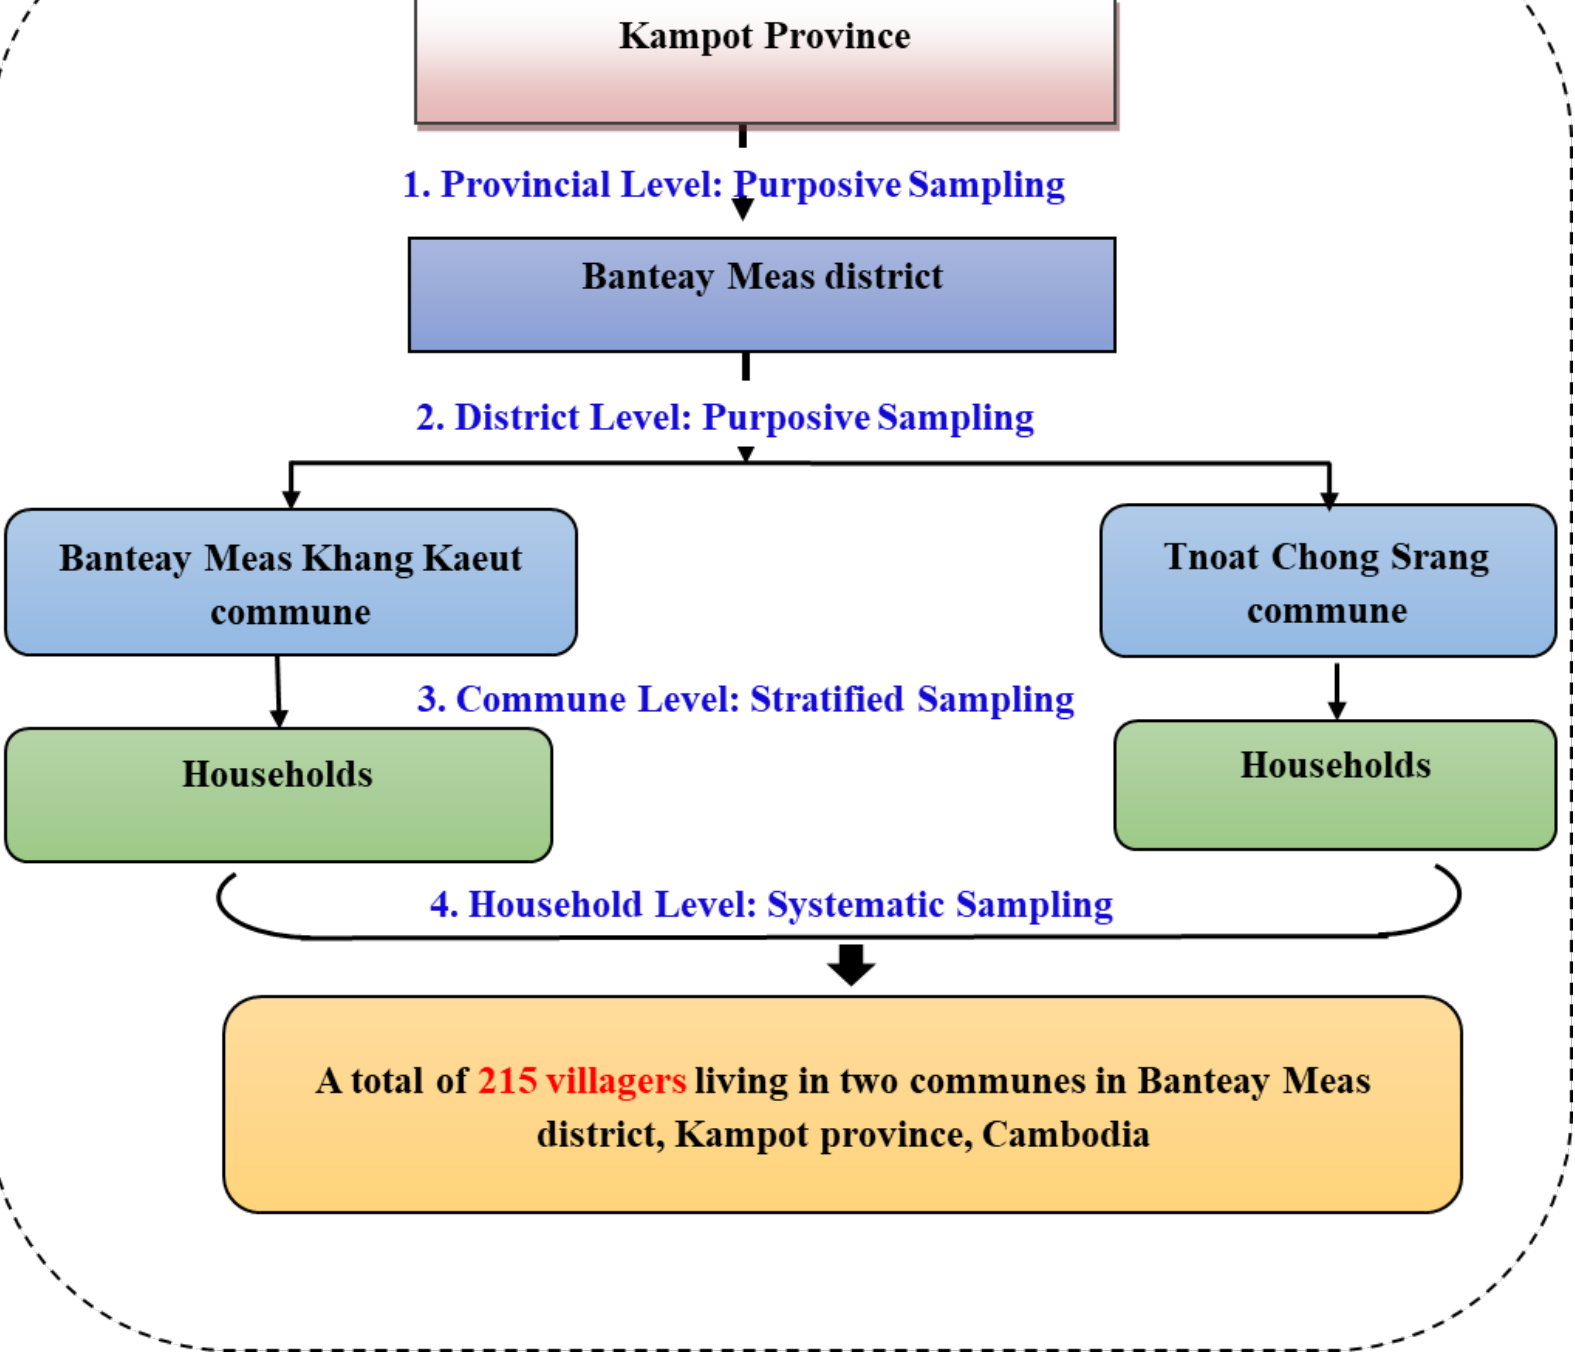 Kampot Province
1. Provincial Level: Purposive Sampling
Banteay Meas district
2. District Level: Purposive Sampling
Banteay Meas Khang Kaeut
commune
Tnoat Chong Srang
commune
3. Commune Level: Stratified Sampling
Households
Households
4. Household Level: Systematic Sampling
A total of 215 villagers living in two communes in Banteay Meas
district, Kampot province, Cambodia